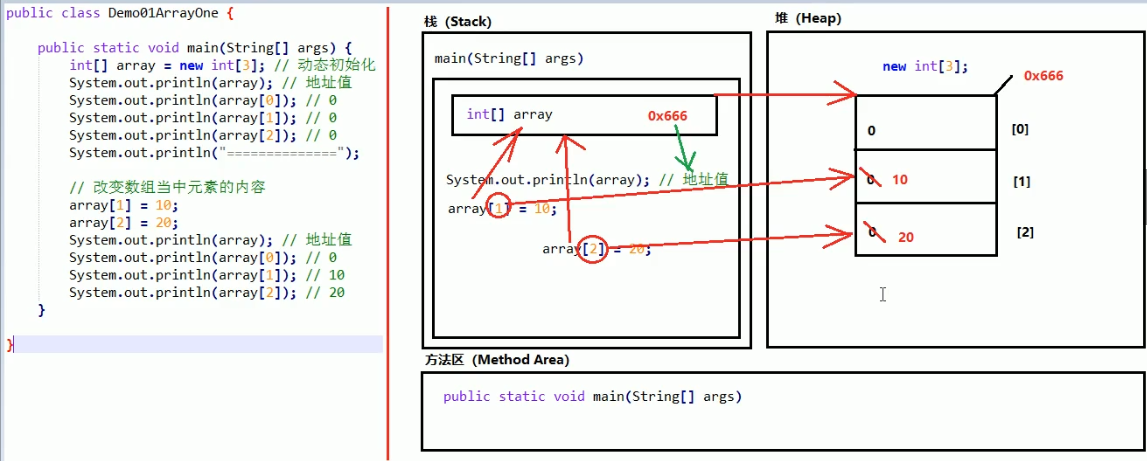 public class Demo01ArrayOne {
public static void main(String[] args) {
int[] array = new int[3]; // 动态初始化
System.out.println(array); // 地址值
System.out.println(array[0]); // 0
System.out.println(array[1]); // 0
System.out.println(array[2]); // 0
System.out.println("==============");
// 改变数组当中元素的内容
array[1] = 10;
array[2] = 20;
System.out.println(array); // 地址值
System.out.println(array[0]); // 0
System.out.println(array[1]); // 10
System.out.println(array[2]); // 20
}
}
栈（Stack）
main(String[] args)
int[] array 0x666
System.out.println(array); // 地址值
array[1] = 10;
array[2] = 20;
堆（Heap）
new int[3];
0x666
0 [0]
0 10 [1]
0 20 [2]
方法区（Method Area）
public static void main(String[] args)